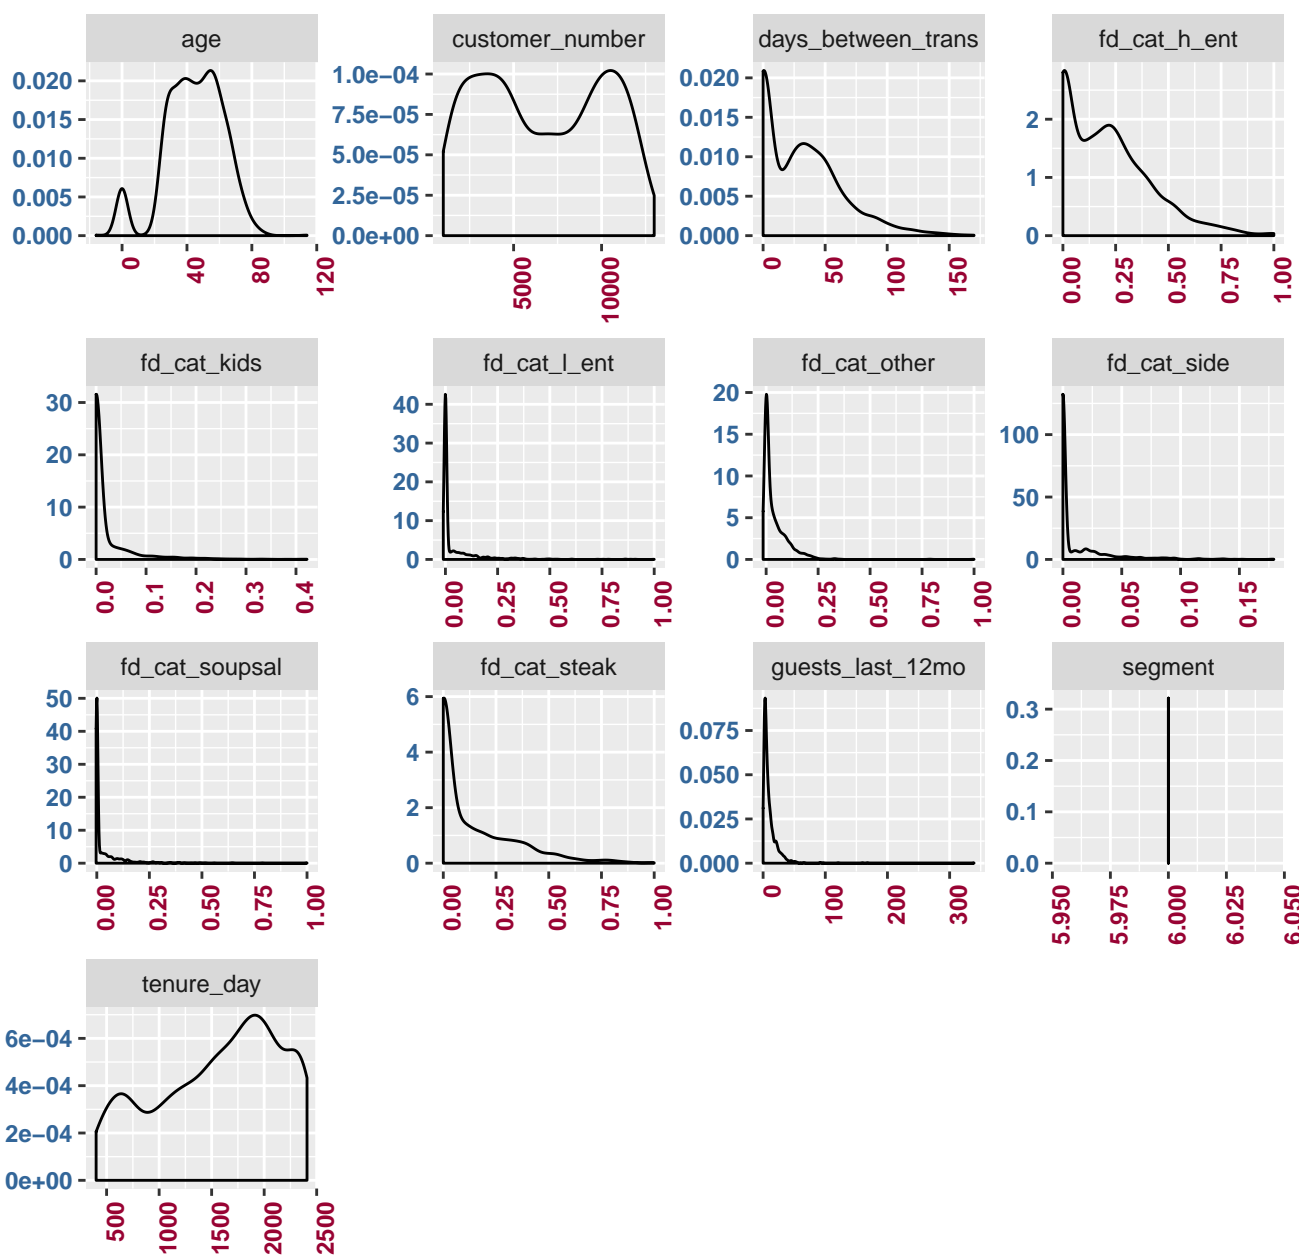 age customer_number days_between_trans fd_cat_h_ent
0.020 0.015 0.010 0.005 0.000
0 40 80 120
1.0e−04 7.5e−05 5.0e−05 2.5e−05 0.0e+00
5000 10000
0.020 0.015 0.010 0.005 0.000
0 50 100 150
2 1 0
0.00 0.25 0.50 0.75 1.00
fd_cat_kids fd_cat_l_ent fd_cat_other fd_cat_side
30 20 10 0
0.0 0.1 0.2 0.3 0.4
40 30 20 10 0
0.00 0.25 0.50 0.75 1.00
20 15 10 5 0
0.00 0.25 0.50 0.75 1.00
100 50 0
0.00 0.05 0.10 0.15
fd_cat_soupsal fd_cat_steak guests_last_12mo segment
50 40 30 20 10 0
0.00 0.25 0.50 0.75 1.00
6 4 2 0
0.00 0.25 0.50 0.75 1.00
0.075 0.050 0.025 0.000
0 100 200 300
0.3 0.2 0.1 0.0
5.950 5.975 6.000 6.025 6.050
tenure_day
6e−04 4e−04 2e−04 0e+00
500 1000 1500 2000 2500